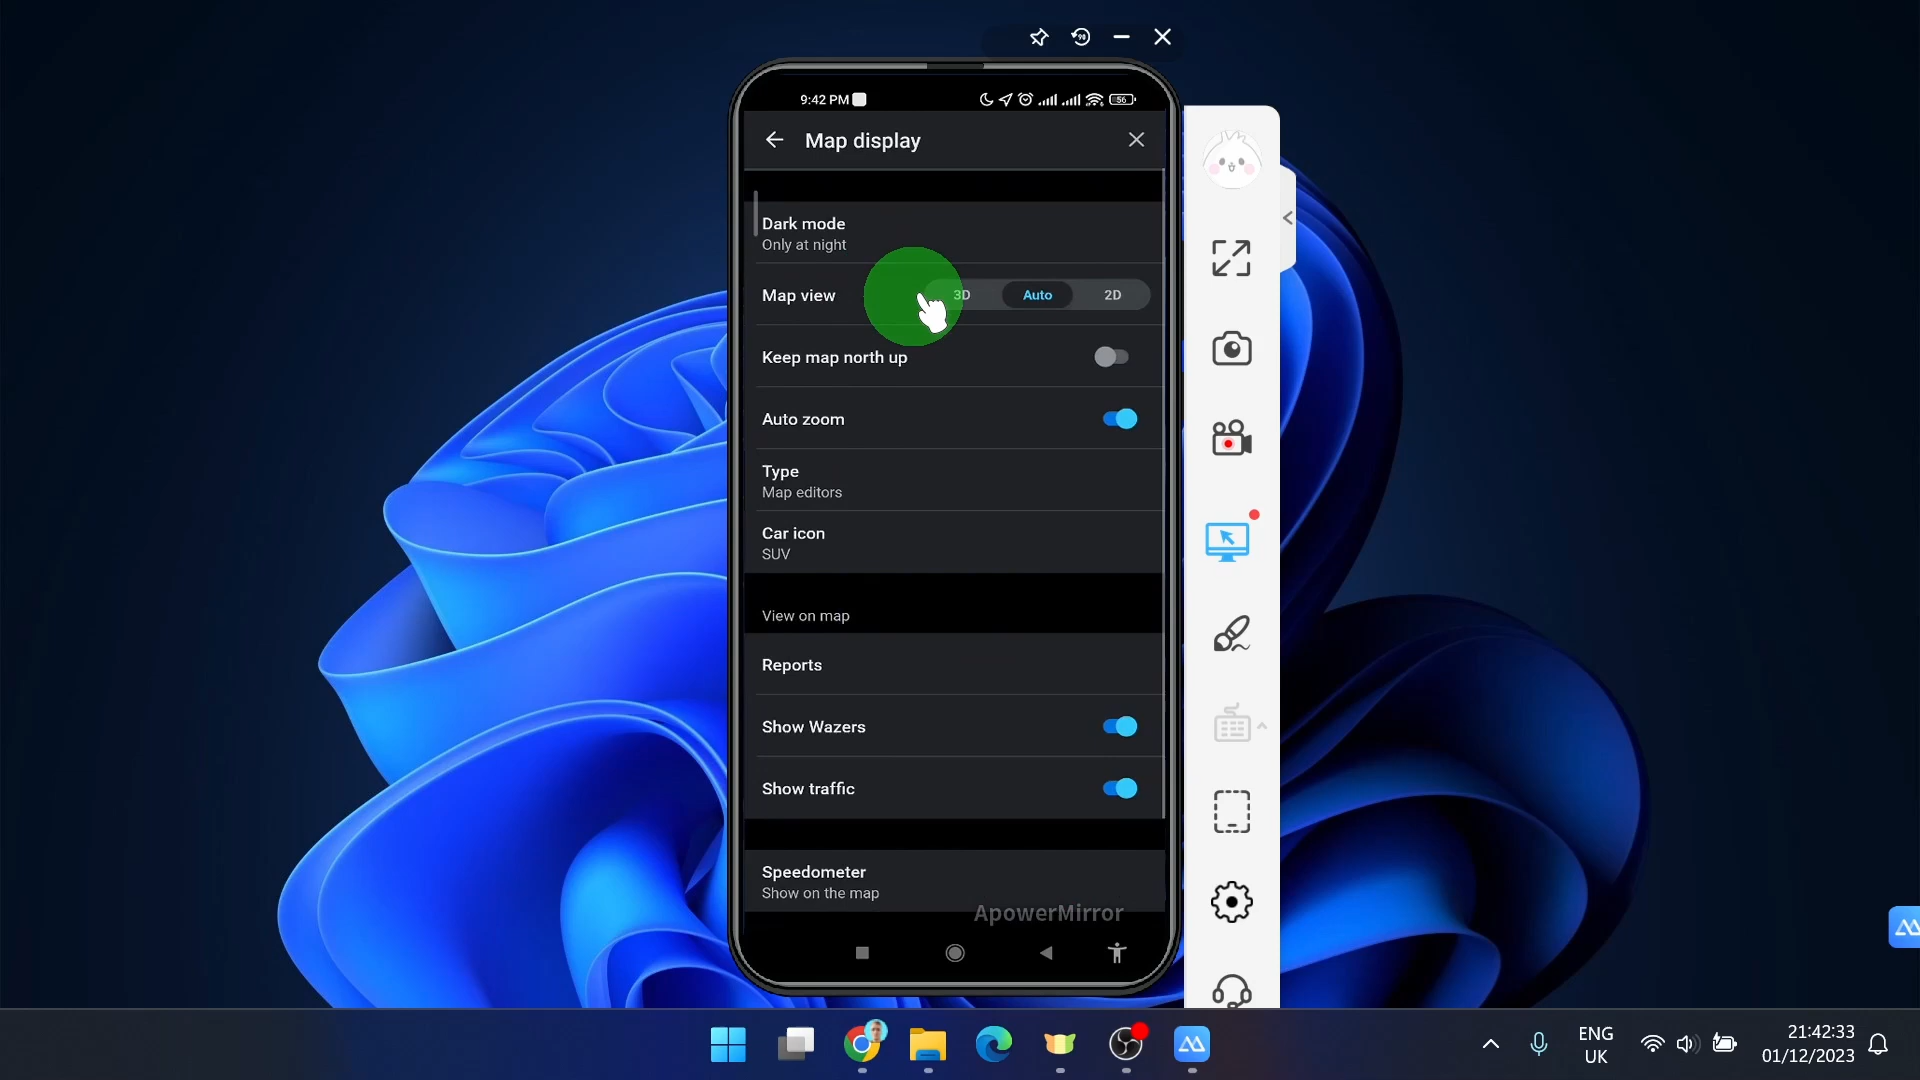 9:42 PM
56
Map display
Dark mode
Only at night
Map view
3D
Auto
2D
Keep map north up
Auto zoom
Type
Map editors
Car icon
SUV
View on map
Reports
Show Wazers
Show traffic
Speedometer
Show on the map
ApowerMirror
ENG
UK
21:42:33
01/12/2023